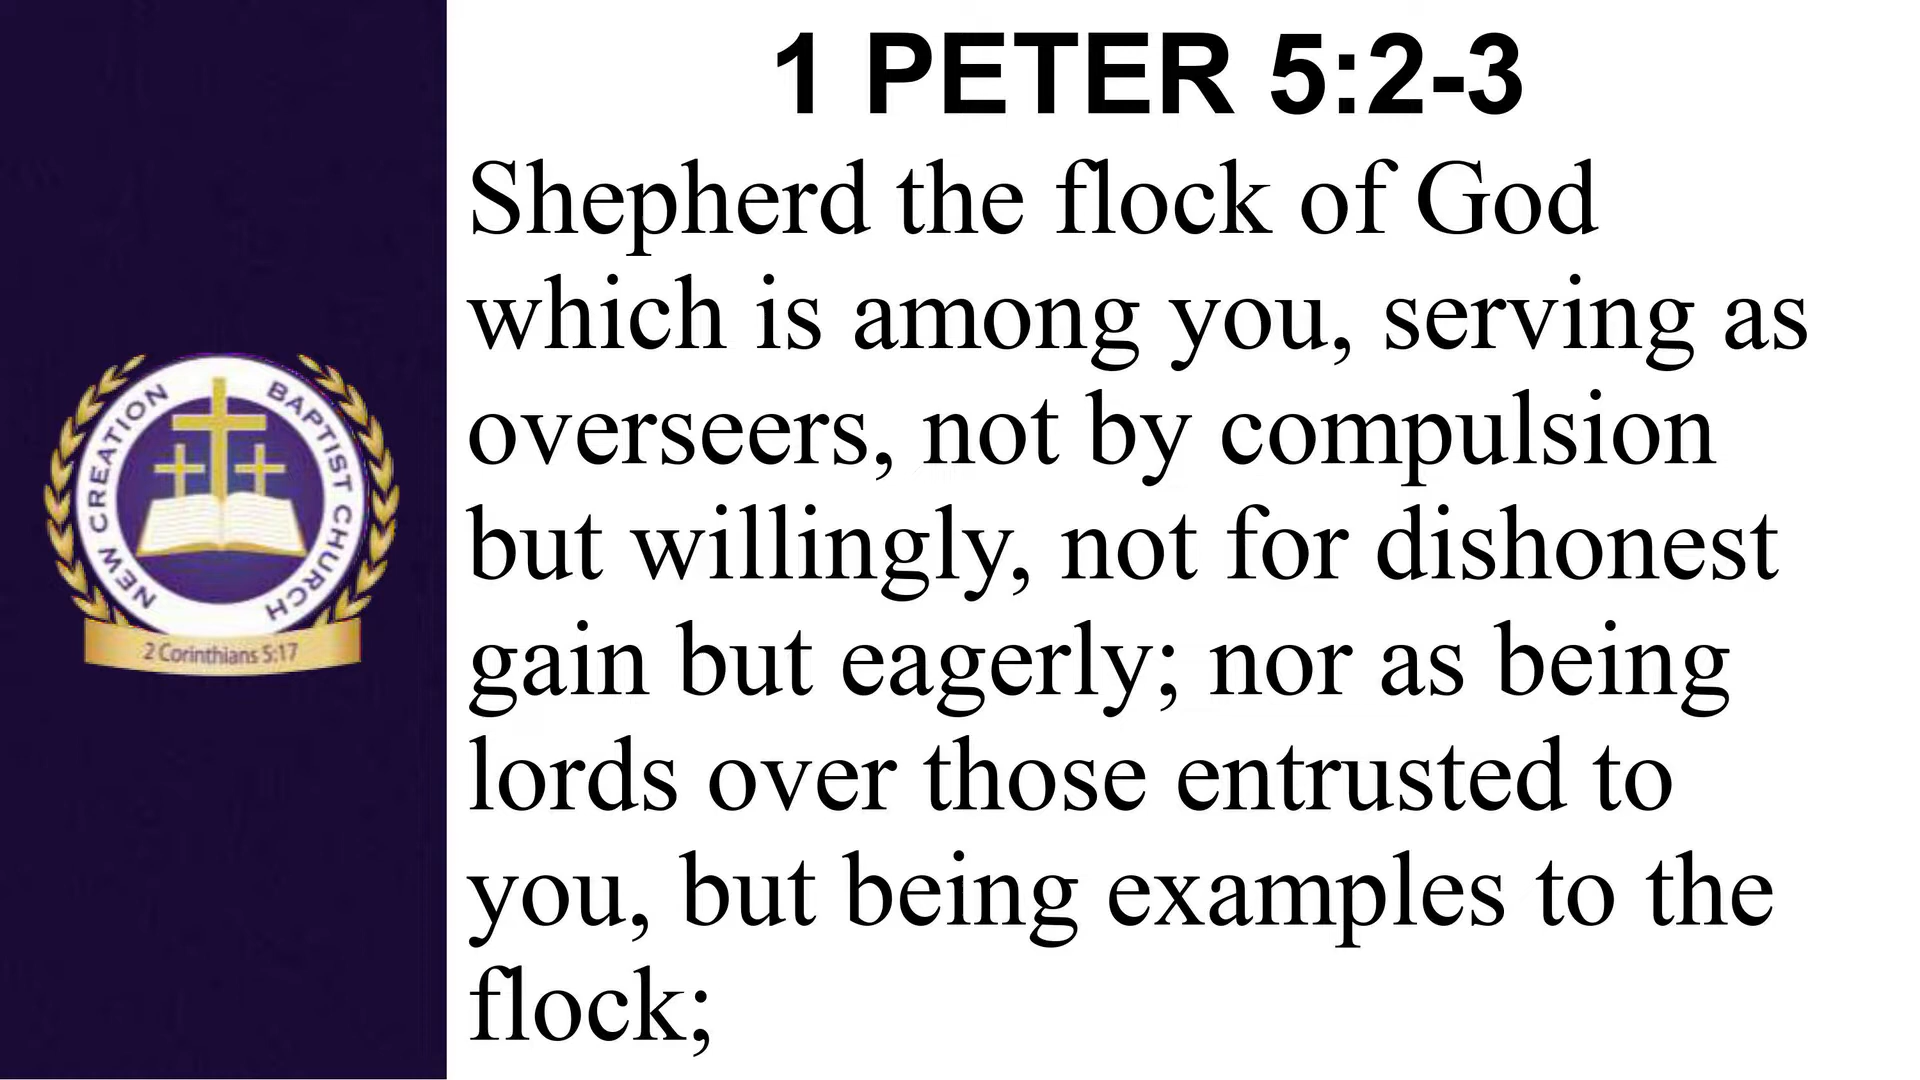 NEW CREATION BAPTIST CHURCH
2 Corinthians 5:17
1 PETER 5:2-3
Shepherd the flock of God
which is among you, serving as
overseers, not by compulsion
but willingly, not for dishonest
gain but eagerly; nor as being
lords over those entrusted to
you, but being examples to the
flock;